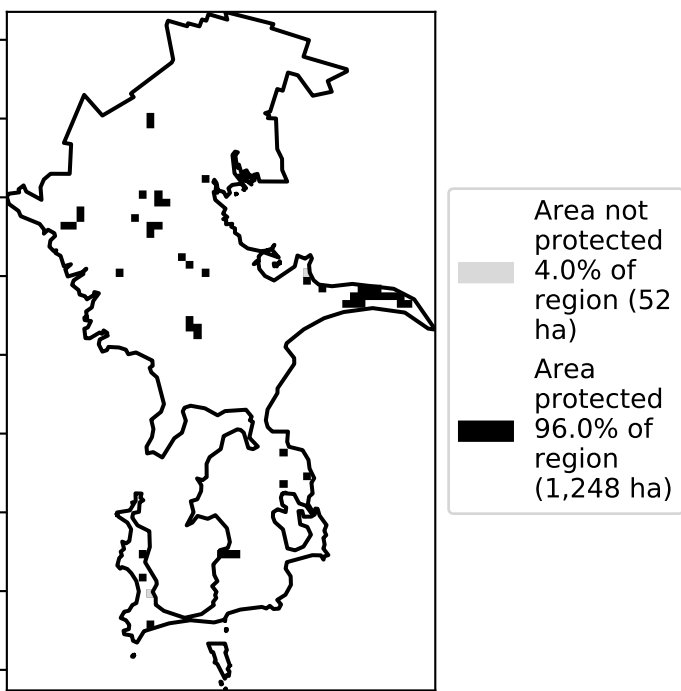 Area not
protected
4.0% of
region (52
ha)
Area
protected
96.0% of
region
(1,248 ha)